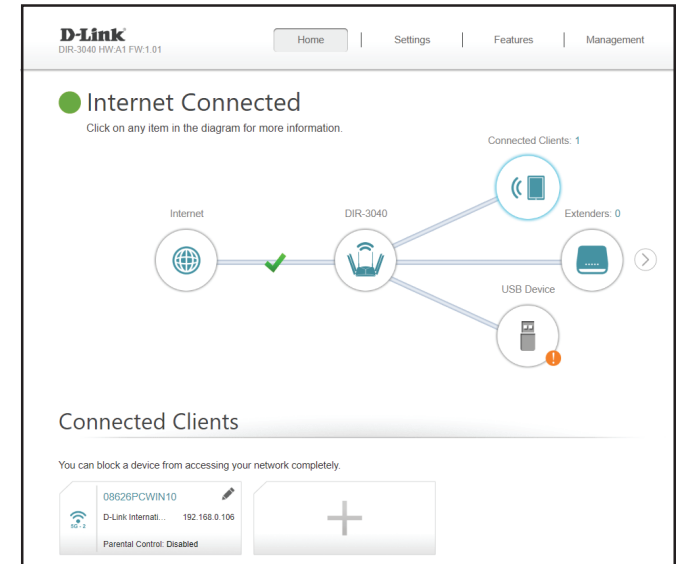 D-Link
DIR-3040 HW:A1 FW:1.01
Home
Settings
Features
Management
Internet Connected
Click on any item in the diagram for more information.
Connected Clients: 1
Internet
DIR-3040
Extenders: 0
USB Device
Connected Clients
You can block a device from accessing your network completely.
08626PCWIN10
D-Link Internati... 192.168.0.106
5G - 2
Parental Control: Disabled